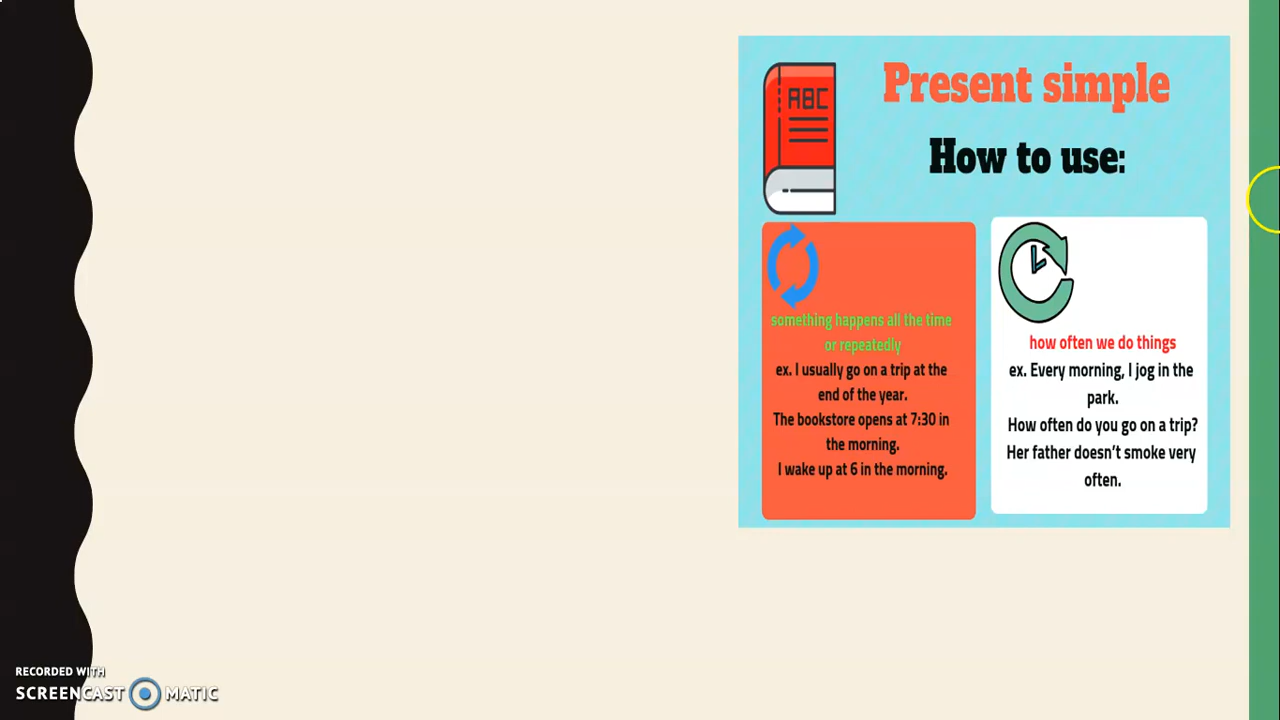 ABC
Present simple
How to use:
something happens all the time
or repeatedly
ex. I usually go on a trip at the
end of the year.
The bookstore opens at 7:30 in
the morning.
I wake up at 6 in the morning.
how often we do things
ex. Every morning, I jog in the
park.
How often do you go on a trip?
Her father doesn't smoke very
often.
RECORDED WITH
SCREENCAST MATIC